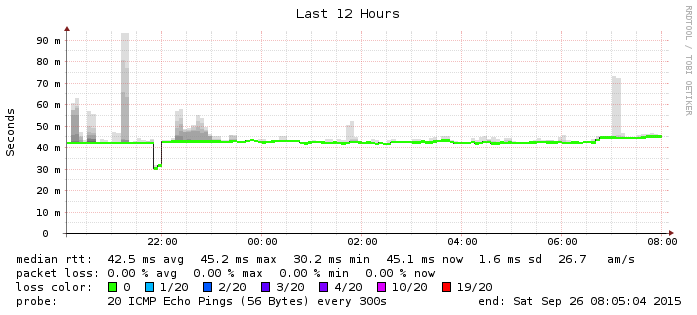 Last 12 Hours
RRDTOOL / TOBI OETIKER
Seconds
90 m
80 m
70 m
60 m
50 m
40 m
30 m
20 m
10 m
0
22:00 00:00 02:00 04:00 06:00 08:00
median rtt: 42.5 ms avg 45.2 ms max 30.2 ms min 45.1 ms now 1.6 ms sd 26.7 am/s
packet loss: 0.00 % avg 0.00 % max 0.00 % min 0.00 % now
loss color: 0 1/20 2/20 3/20 4/20 10/20 19/20
probe: 20 ICMP Echo Pings (56 Bytes) every 300s end: Sat Sep 26 08:05:04 2015